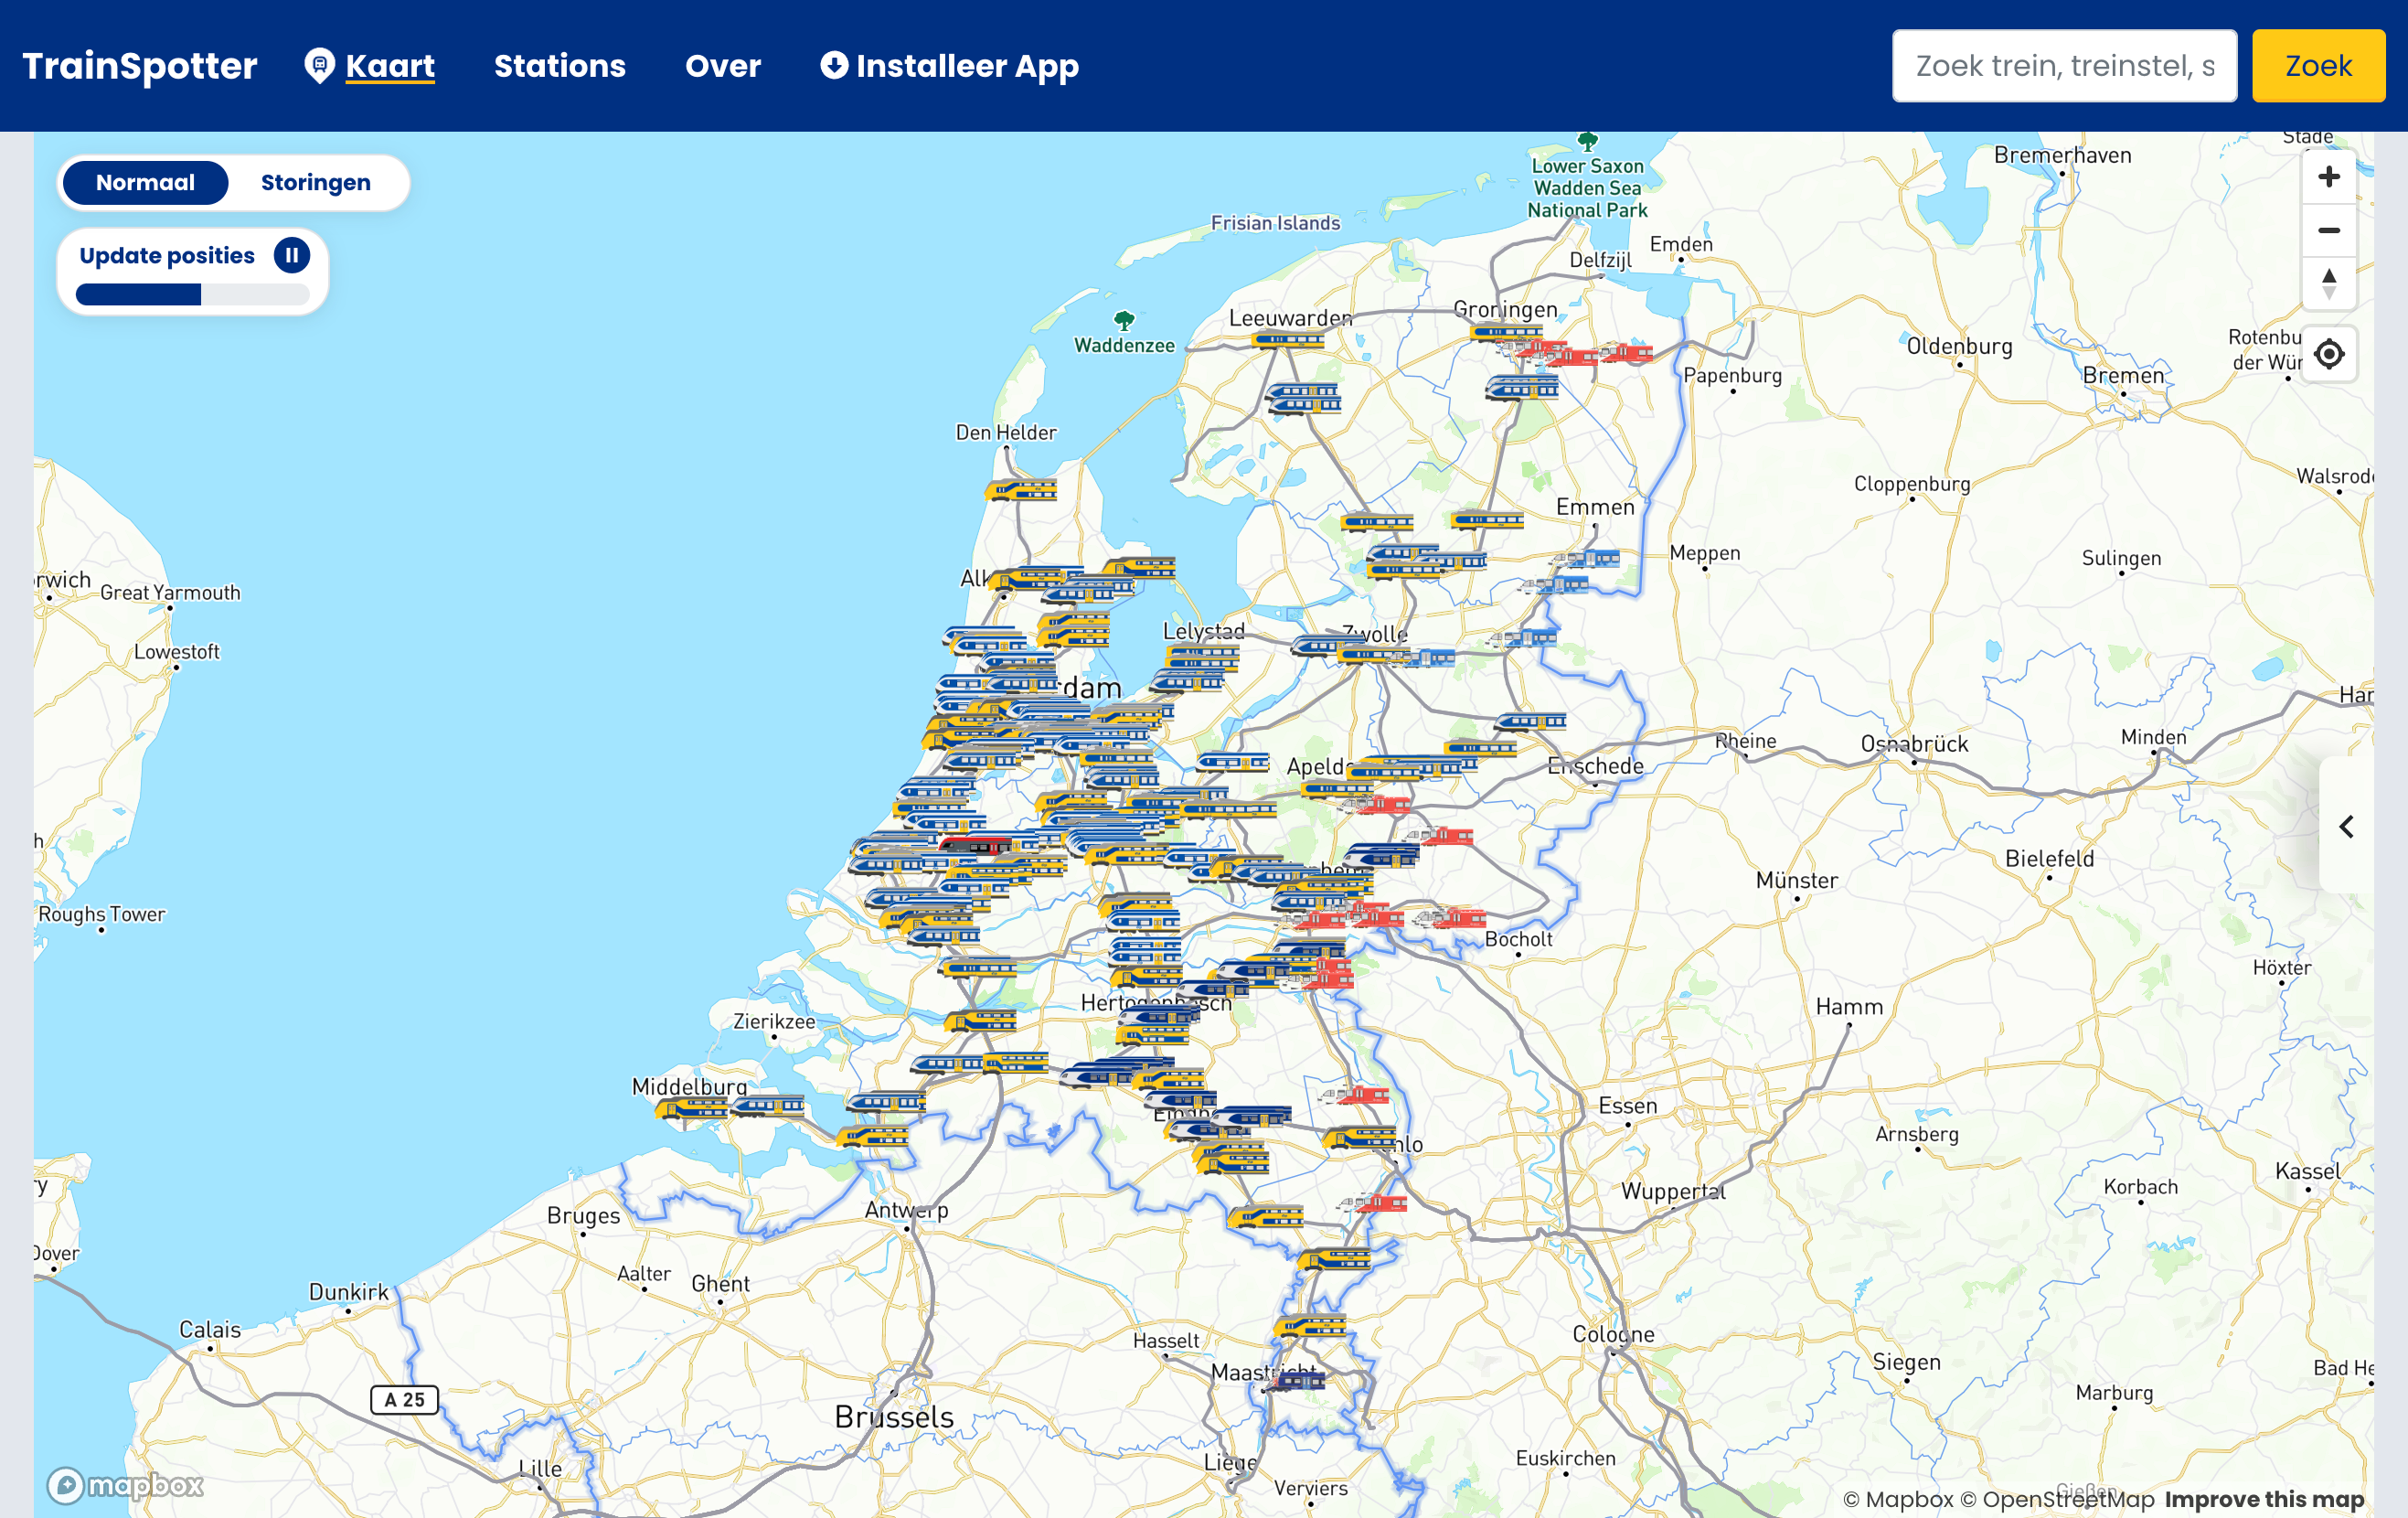 TrainSpotter
Kaart
Stations
Over
Installeer App
Zoek trein, treinstel, s
Zoek
Normaal
Storingen
Update posities
Stade
Bremerhaven
Lower Saxon
Wadden Sea
National Park
Frisian Islands
Emden
Delfzijl
Groningen
Leeuwarden
Waddenzee
Oldenburg
Rotenbu
der Wür
Papenburg
Bremen
Den Helder
Walsrode
Cloppenburg
Emmen
Meppen
Sulingen
rwich
Great Yarmouth
Alk
Lelystad
Zwolle
Lowestoft
rdam
Har
Rheine
Osnabrück
Minden
Apeld
Enschede
h
Bielefeld
Münster
Roughs Tower
Bocholt
Höxter
Hertogenbosch
Hamm
Zierikzee
Middelburg
Essen
Arnsberg
nlo
Kassel
ry
Korbach
Wuppertal
Bruges
Antwerp
Dover
Aalter
Ghent
Dunkirk
Calais
Hasselt
Cologne
Siegen
Maastricht
Bad He
Marburg
A 25
Brussels
Liège
Euskirchen
Lille
Verviers
Gießen
mapbox
© Mapbox © OpenStreetMap Improve this map